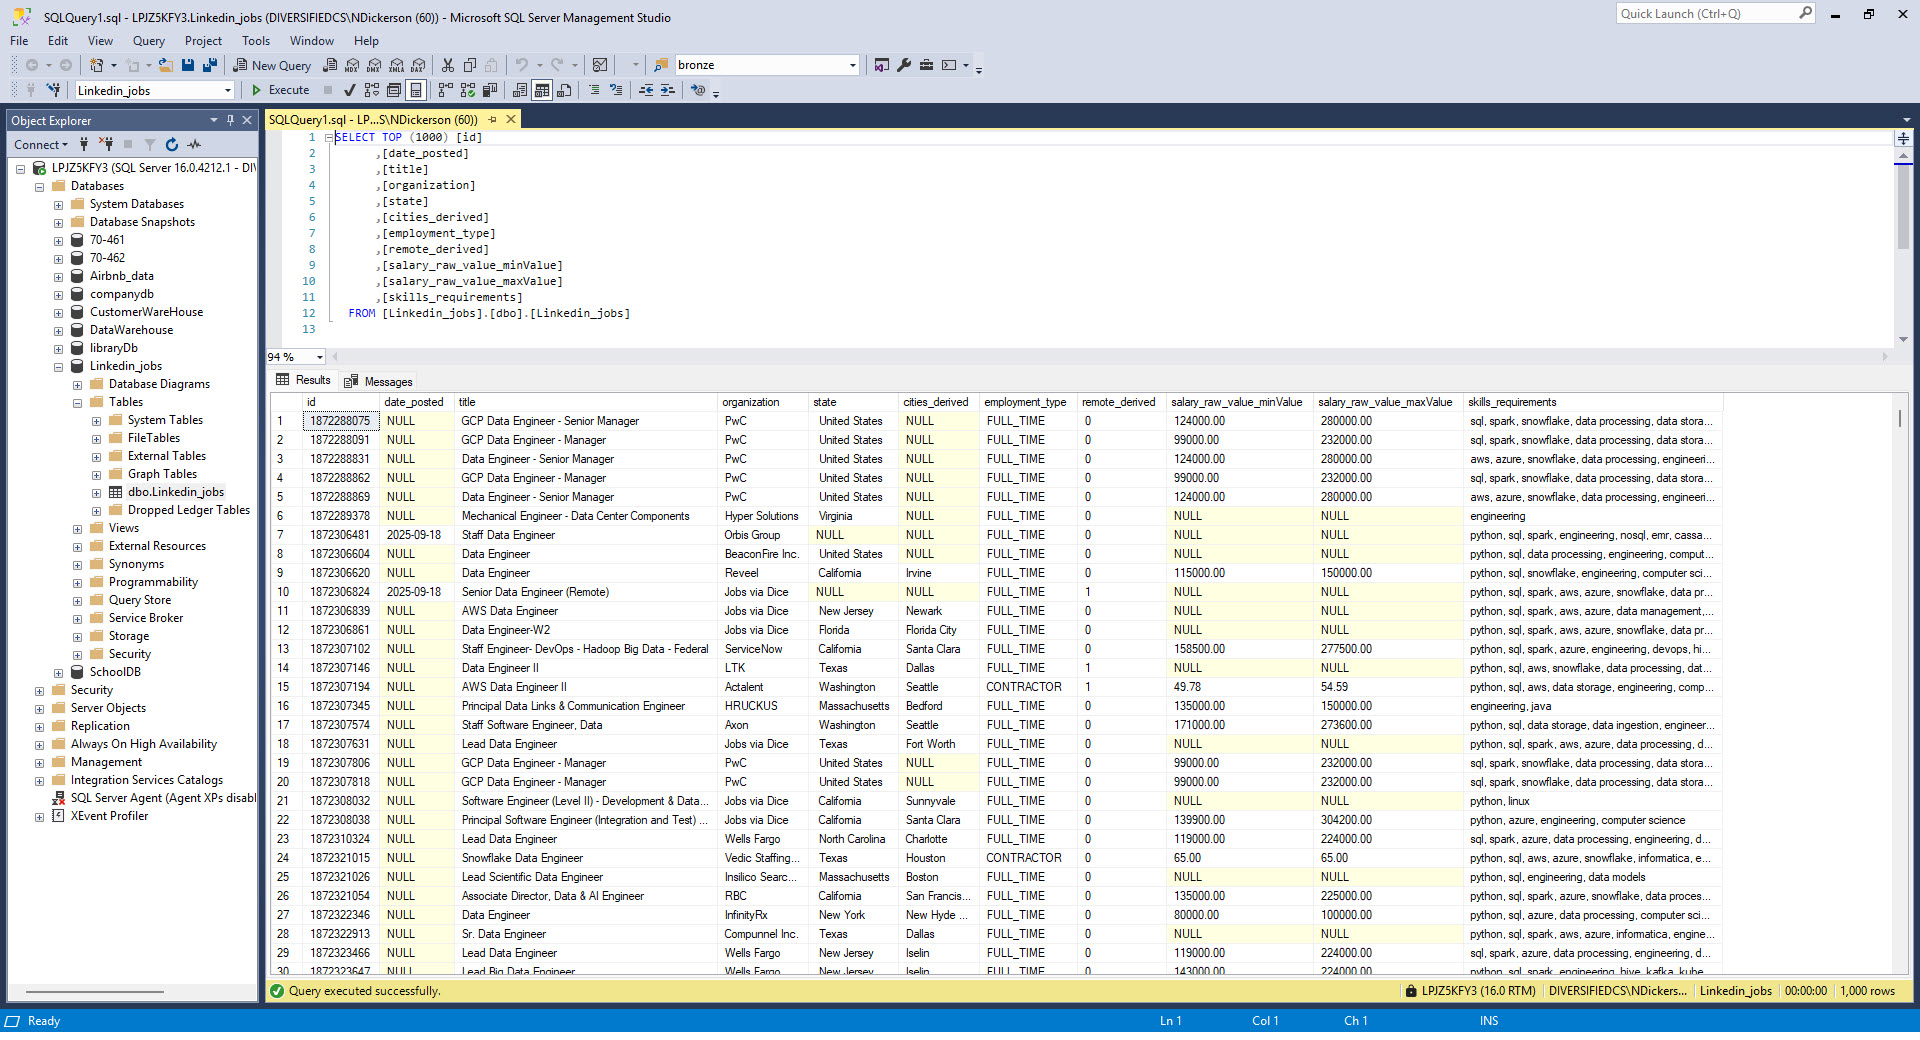 SQLQuery1.sql - LPJZ5KFY3.Linkedin_jobs (DIVERSIFIEDCS\NDickerson (60)) - Microsoft SQL Server Management Studio
Quick Launch (Ctrl+Q)
File Edit View Query Project Tools Window Help
New Query MDX DMX XMLA DAX bronze
Linkedin_jobs Execute
Object Explorer
Connect
LPJZ5KFY3 (SQL Server 16.0.4212.1 - DI
Databases
System Databases
Database Snapshots
70-461
70-462
Airbnb_data
companydb
CustomerWareHouse
DataWarehouse
libraryDb
Linkedin_jobs
Database Diagrams
Tables
System Tables
FileTables
External Tables
Graph Tables
dbo.Linkedin_jobs
Dropped Ledger Tables
Views
External Resources
Synonyms
Programmability
Query Store
Service Broker
Storage
Security
SchoolDB
Security
Server Objects
Replication
Always On High Availability
Management
Integration Services Catalogs
SQL Server Agent (Agent XPs disabl
XEvent Profiler
SQLQuery1.sql - LP...S\NDickerson (60))
1 SELECT TOP (1000) [id]
2 ,[date_posted]
3 ,[title]
4 ,[organization]
5 ,[state]
6 ,[cities_derived]
7 ,[employment_type]
8 ,[remote_derived]
9 ,[salary_raw_value_minValue]
10 ,[salary_raw_value_maxValue]
11 ,[skills_requirements]
12 FROM [Linkedin_jobs].[dbo].[Linkedin_jobs]
13
94 %
Results Messages
id date_posted title organization state cities_derived employment_type remote_derived salary_raw_value_minValue salary_raw_value_maxValue skills_requirements
1 1872288075 NULL GCP Data Engineer - Senior Manager PwC United States NULL FULL_TIME 0 124000.00 280000.00 sql, spark, snowflake, data processing, data stora...
2 1872288091 NULL GCP Data Engineer - Manager PwC United States NULL FULL_TIME 0 99000.00 232000.00 sql, spark, snowflake, data processing, data stora...
3 1872288831 NULL Data Engineer - Senior Manager PwC United States NULL FULL_TIME 0 124000.00 280000.00 aws, azure, snowflake, data processing, engineeri...
4 1872288862 NULL GCP Data Engineer - Manager PwC United States NULL FULL_TIME 0 99000.00 232000.00 sql, spark, snowflake, data processing, data stora...
5 1872288869 NULL Data Engineer - Senior Manager PwC United States NULL FULL_TIME 0 124000.00 280000.00 aws, azure, snowflake, data processing, engineeri...
6 1872289378 NULL Mechanical Engineer - Data Center Components Hyper Solutions Virginia NULL FULL_TIME 0 NULL NULL engineering
7 1872306481 2025-09-18 Staff Data Engineer Orbis Group NULL NULL FULL_TIME 0 NULL NULL python, sql, spark, engineering, nosql, emr, cassa...
8 1872306604 NULL Data Engineer BeaconFire Inc. United States NULL FULL_TIME 0 NULL NULL python, sql, data processing, engineering, comput...
9 1872306620 NULL Data Engineer Reveel California Irvine FULL_TIME 0 115000.00 150000.00 python, sql, snowflake, engineering, computer sci...
10 1872306824 2025-09-18 Senior Data Engineer (Remote) Jobs via Dice NULL NULL FULL_TIME 1 NULL NULL python, sql, spark, aws, azure, snowflake, data pr...
11 1872306839 NULL AWS Data Engineer Jobs via Dice New Jersey Newark FULL_TIME 0 NULL NULL python, sql, spark, aws, azure, data management,...
12 1872306861 NULL Data Engineer-W2 Jobs via Dice Florida Florida City FULL_TIME 0 NULL NULL python, sql, spark, aws, azure, snowflake, data pr...
13 1872307102 NULL Staff Engineer- DevOps - Hadoop Big Data - Federal ServiceNow California Santa Clara FULL_TIME 0 158500.00 277500.00 python, sql, spark, azure, engineering, devops, hi...
14 1872307146 NULL Data Engineer II LTK Texas Dallas FULL_TIME 1 NULL NULL python, sql, aws, snowflake, data processing, dat...
15 1872307194 NULL AWS Data Engineer II Actalent Washington Seattle CONTRACTOR 1 49.78 54.59 python, sql, aws, data storage, engineering, comp...
16 1872307345 NULL Principal Data Links & Communication Engineer HRUCKUS Massachusetts Bedford FULL_TIME 0 135000.00 150000.00 engineering, java
17 1872307574 NULL Staff Software Engineer, Data Axon Washington Seattle FULL_TIME 0 171000.00 273600.00 python, sql, data storage, data ingestion, engineer...
18 1872307631 NULL Lead Data Engineer Jobs via Dice Texas Fort Worth FULL_TIME 0 NULL NULL python, sql, spark, aws, azure, data processing, d...
19 1872307806 NULL GCP Data Engineer - Manager PwC United States NULL FULL_TIME 0 99000.00 232000.00 sql, spark, snowflake, data processing, data stora...
20 1872307818 NULL GCP Data Engineer - Manager PwC United States NULL FULL_TIME 0 99000.00 232000.00 sql, spark, snowflake, data processing, data stora...
21 1872308032 NULL Software Engineer (Level II) - Development & Data... Jobs via Dice California Sunnyvale FULL_TIME 0 NULL NULL python, linux
22 1872308038 NULL Principal Software Engineer (Integration and Test) ... Jobs via Dice California Santa Clara FULL_TIME 0 139900.00 304200.00 python, azure, engineering, computer science
23 1872310324 NULL Lead Data Engineer Wells Fargo North Carolina Charlotte FULL_TIME 0 119000.00 224000.00 sql, spark, azure, data processing, engineering, d...
24 1872321015 NULL Snowflake Data Engineer Vedic Staffing... Texas Houston CONTRACTOR 0 65.00 65.00 python, sql, aws, azure, snowflake, informatica, e...
25 1872321026 NULL Lead Scientific Data Engineer Insilico Searc... Massachusetts Boston FULL_TIME 0 NULL NULL python, sql, engineering, data models
26 1872321054 NULL Associate Director, Data & AI Engineer RBC California San Francis... FULL_TIME 0 135000.00 225000.00 python, sql, spark, azure, snowflake, data proces...
27 1872322346 NULL Data Engineer InfinityRx New York New Hyde ... FULL_TIME 0 80000.00 100000.00 python, sql, azure, data processing, computer sci...
28 1872322913 NULL Sr. Data Engineer Compunnel Inc. Texas Dallas FULL_TIME 0 NULL NULL python, sql, spark, aws, azure, informatica, engine...
29 1872323466 NULL Lead Data Engineer Wells Fargo New Jersey Iselin FULL_TIME 0 119000.00 224000.00 sql, spark, azure, data processing, engineering, d...
30 1872323647 NULL Lead Big Data Engineer Wells Fargo New Jersey Iselin FULL_TIME 0 143000.00 224000.00 python, sql, spark, engineering, hive, kafka, kube...
Query executed successfully. LPJZ5KFY3 (16.0 RTM) DIVERSIFIEDCS\NDickers... Linkedin_jobs 00:00:00 1,000 rows
Ready Ln 1 Col 1 Ch 1 INS